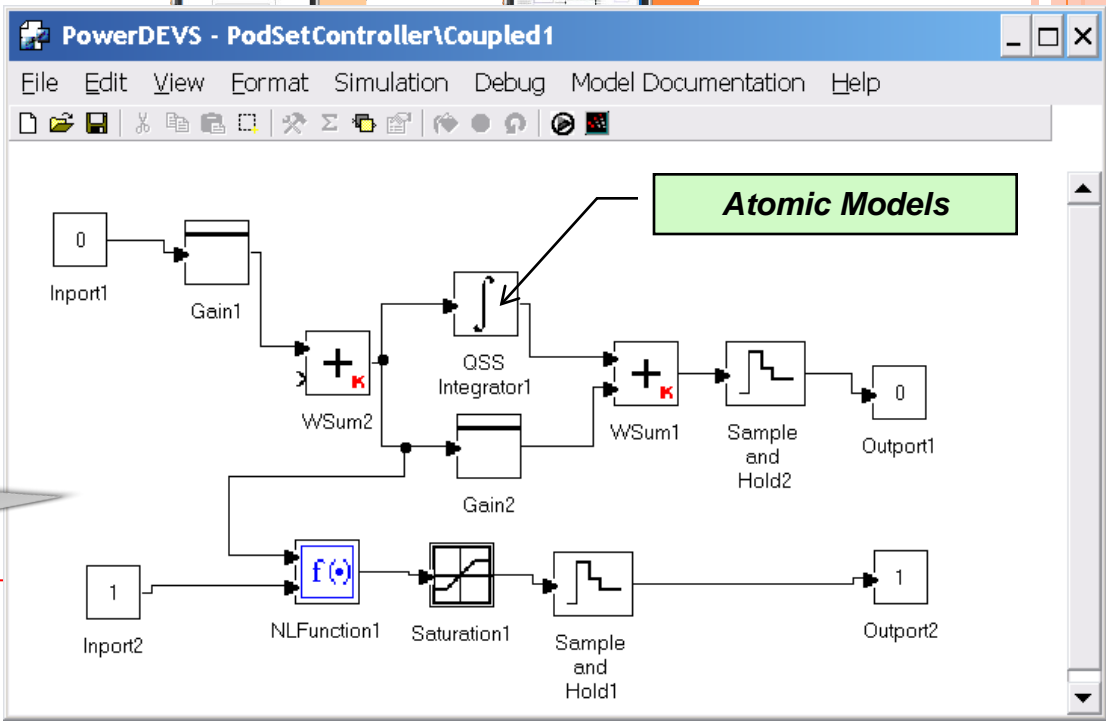 PowerDEVS - PodSetController\Coupled1
File Edit View Format Simulation Debug Model Documentation Help
Atomic Models
0
Inport1
Gain1
+
K
WSum2
∫
QSS
Integrator1
Gain2
+
K
WSum1
Sample
and
Hold2
0
Outport1
1
Inport2
f(•)
NLFunction1
Saturation1
Sample
and
Hold1
1
Outport2